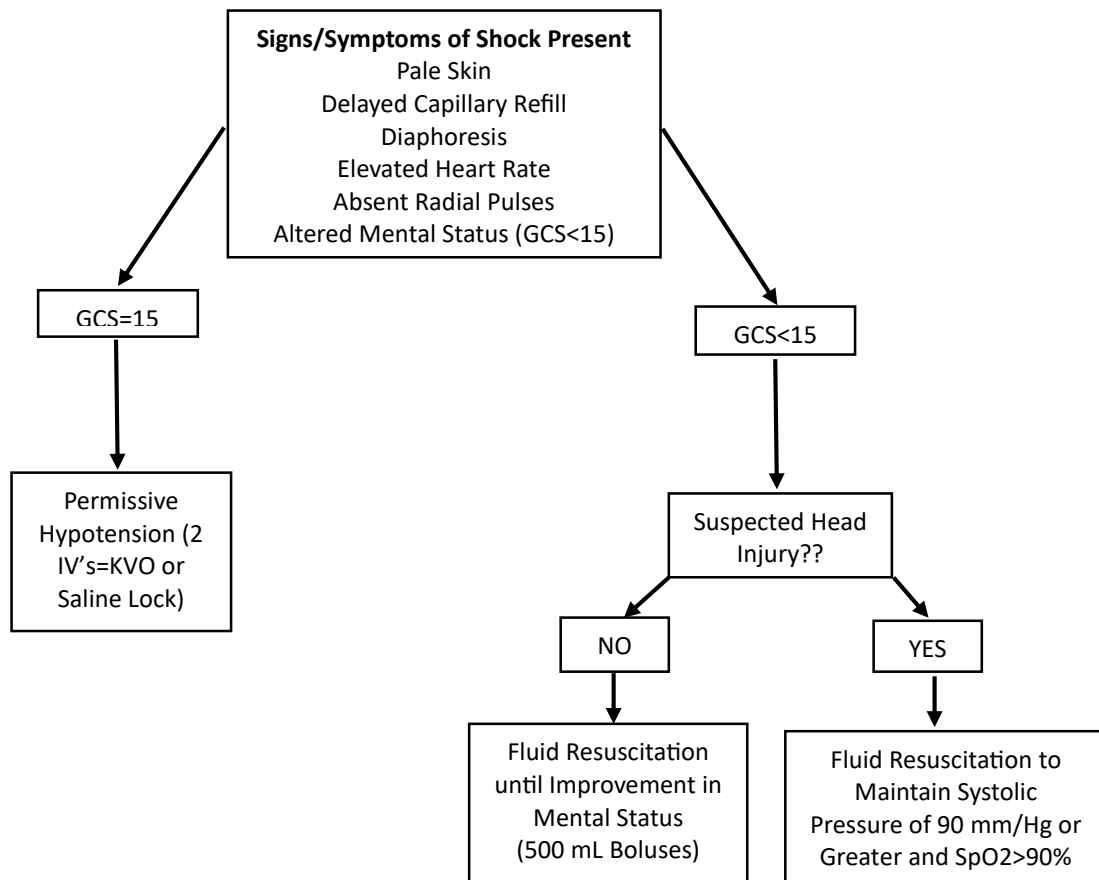 Signs/Symptoms of Shock Present
Pale Skin
Delayed Capillary Refill
Diaphoresis
Elevated Heart Rate
Absent Radial Pulses
Altered Mental Status (GCS<15)
GCS=15
GCS<15
Permissive
Hypotension (2
IV's=KVO or
Saline Lock)
Suspected Head
Injury??
NO
YES
Fluid Resuscitation
until Improvement in
Mental Status
(500 mL Boluses)
Fluid Resuscitation to
Maintain Systolic
Pressure of 90 mm/Hg or
Greater and SpO2>90%